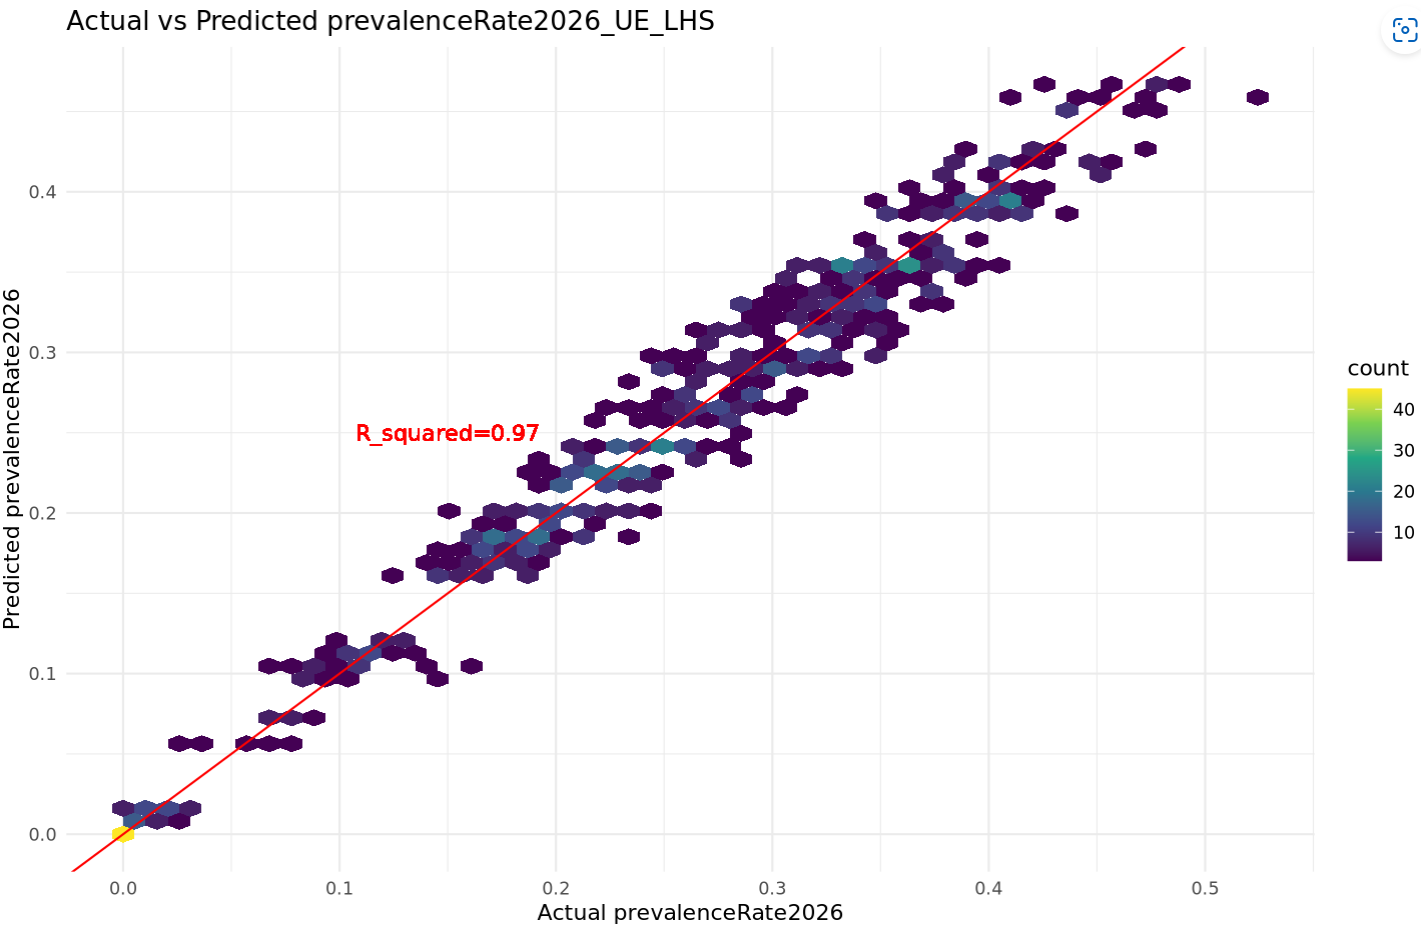 Actual vs Predicted prevalenceRate2026_UE_LHS
Predicted prevalenceRate2026
0.4
0.3
0.2
0.1
0.0
R_squared=0.97
0.0 0.1 0.2 0.3 0.4 0.5
Actual prevalenceRate2026
count
40
30
20
10